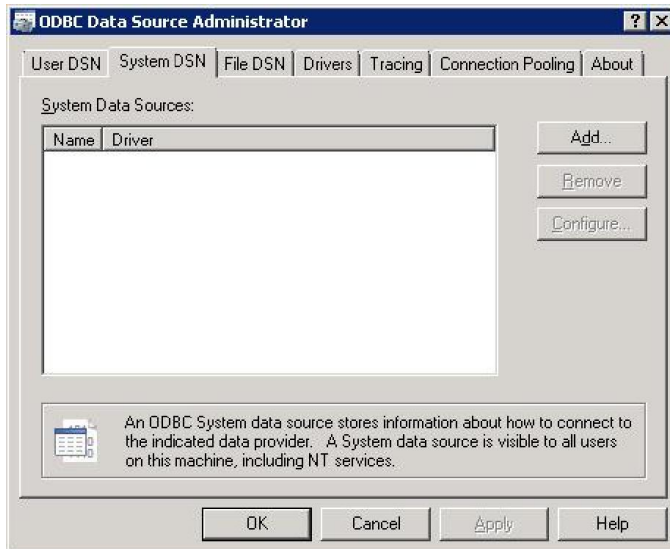 ODBC Data Source Administrator
User DSN System DSN File DSN Drivers Tracing Connection Pooling About
System Data Sources:
Name Driver
Add...
Remove
Configure...
An ODBC System data source stores information about how to connect to
the indicated data provider. A System data source is visible to all users
on this machine, including NT services.
OK Cancel Apply Help